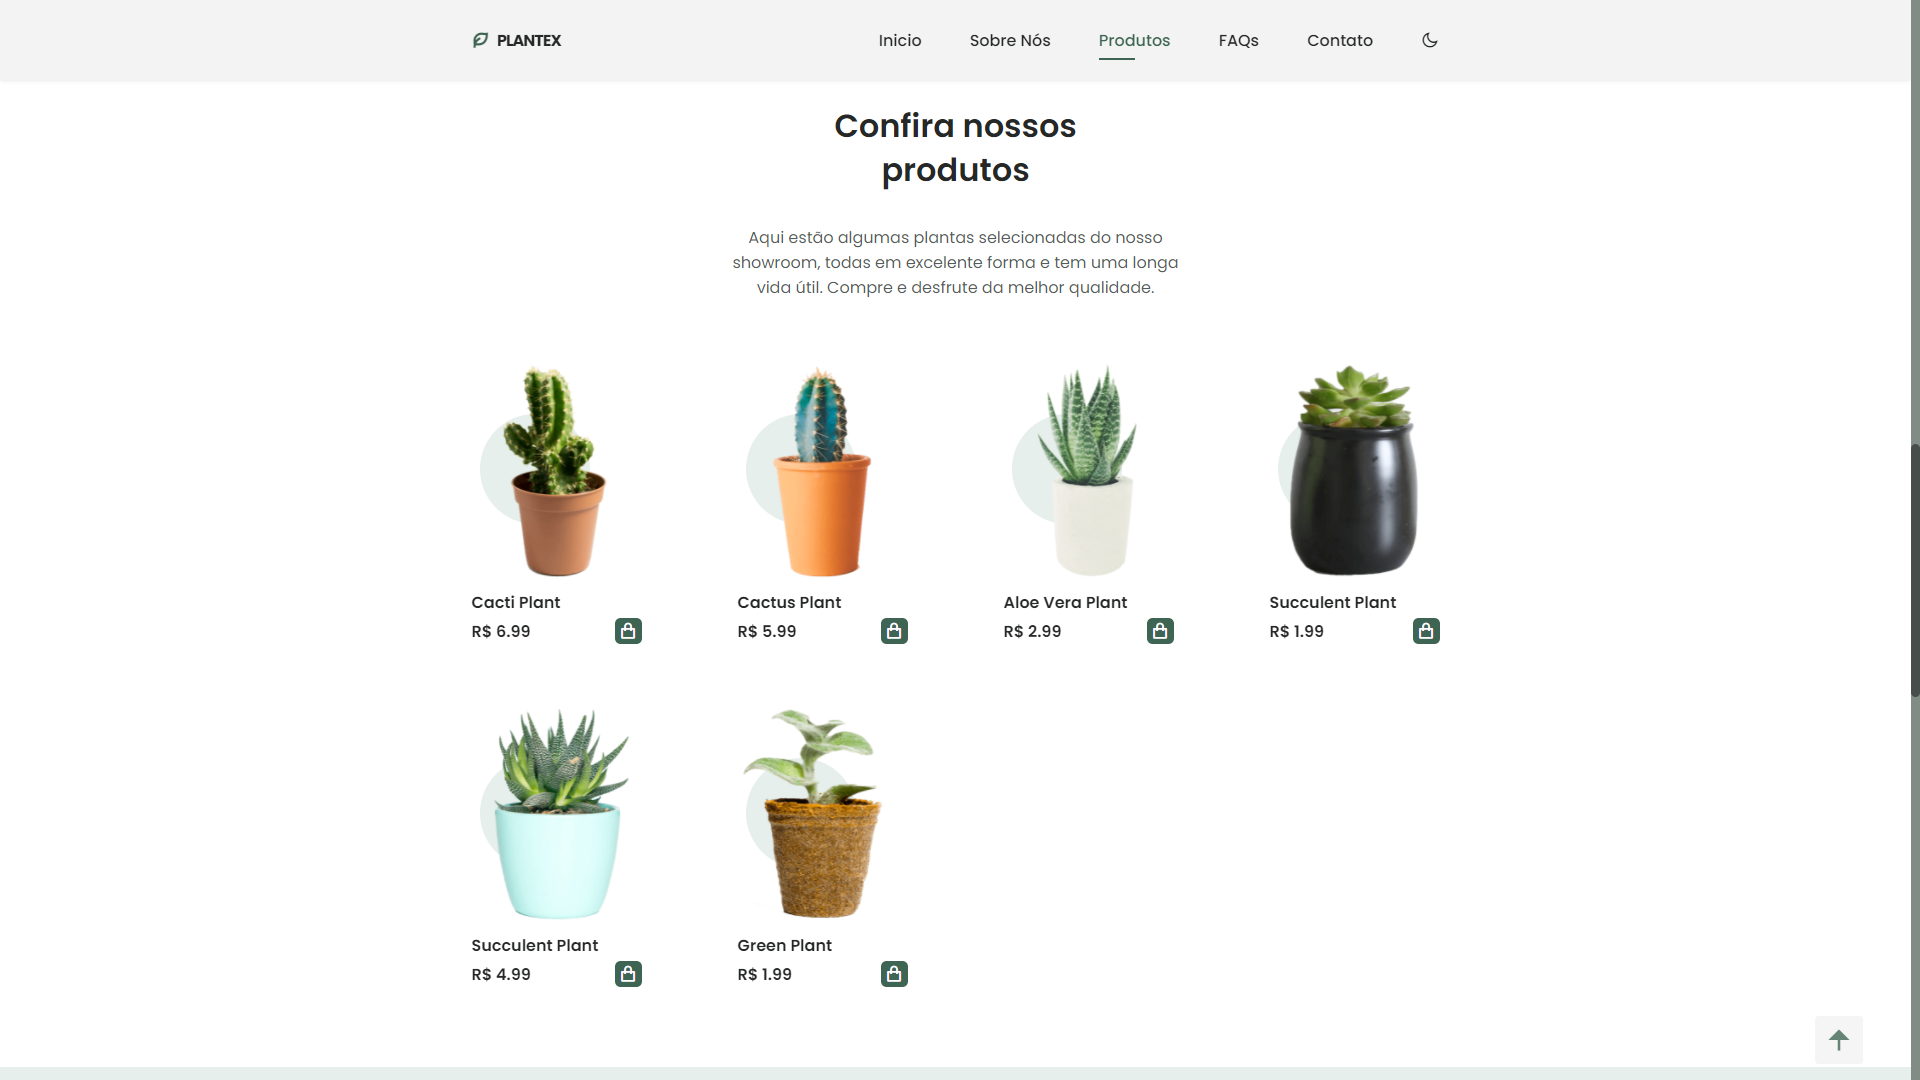 PLANTEX
Inicio
Sobre Nós
Produtos
FAQs
Contato
Confira nossos
produtos
Aqui estão algumas plantas selecionadas do nosso
showroom, todas em excelente forma e tem uma longa
vida útil. Compre e desfrute da melhor qualidade.
Cacti Plant
R$ 6.99
Cactus Plant
R$ 5.99
Aloe Vera Plant
R$ 2.99
Succulent Plant
R$ 1.99
Succulent Plant
R$ 4.99
Green Plant
R$ 1.99